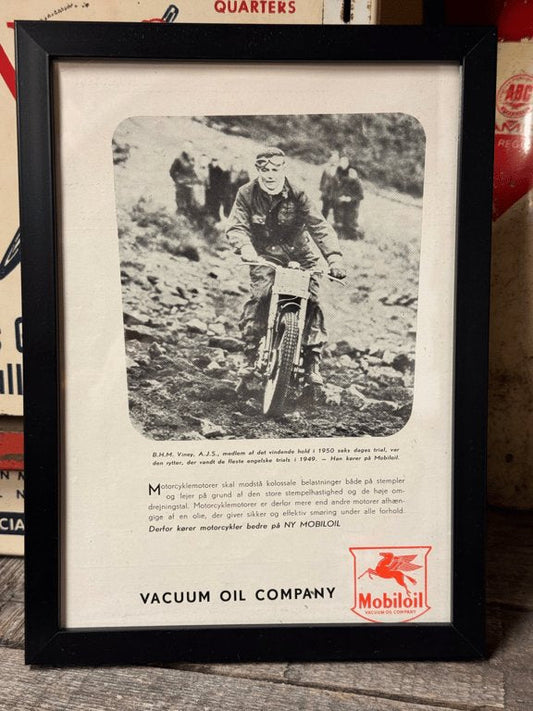 QUARTERS
ABC
B.H.M. Viney, A.J.S., medlem af det vindende hold i 1950 seks dages trial, var
den rytter, der vandt de fleste engelske trials i 1949. – Han kører på Mobiloil.
Motorcyklemotorer skal modstå kolossale belastninger både på stempler
og lejer på grund af den store stempelhastighed og de høje om-
drejningstal. Motorcyklemotorer er derfor mere end andre motorer afhæn-
gige af en olie, der giver sikker og effektiv smøring under alle forhold.
Derfor kører motorcykler bedre på NY MOBILOIL
VACUUM OIL COMPANY
Mobiloil
VACUUM OIL COMPANY